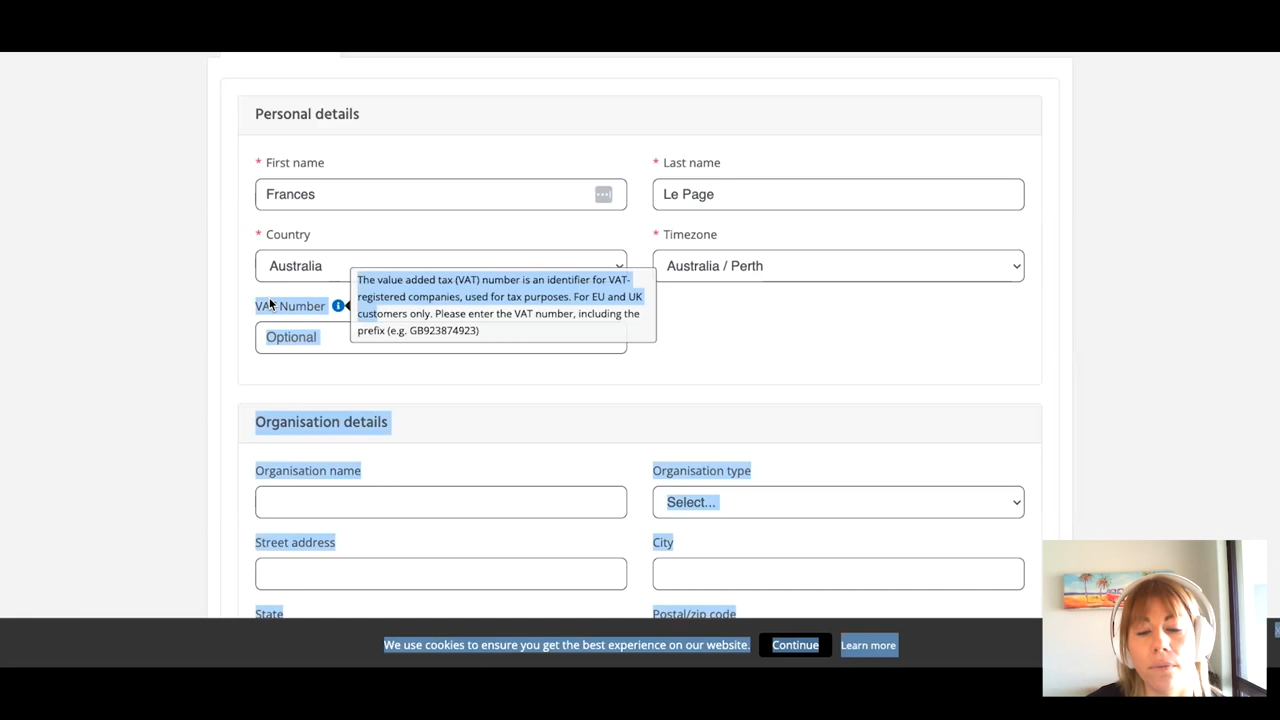 Personal details
* First name
* Last name
Frances
Le Page
* Country
* Timezone
Australia
Australia / Perth
VAT Number
The value added tax (VAT) number is an identifier for VAT-
registered companies, used for tax purposes. For EU and UK
customers only. Please enter the VAT number, including the
prefix (e.g. GB923874923)
Optional
Organisation details
Organisation name
Organisation type
Select...
Street address
City
State
Postal/zip code
We use cookies to ensure you get the best experience on our website.
Continue
Learn more